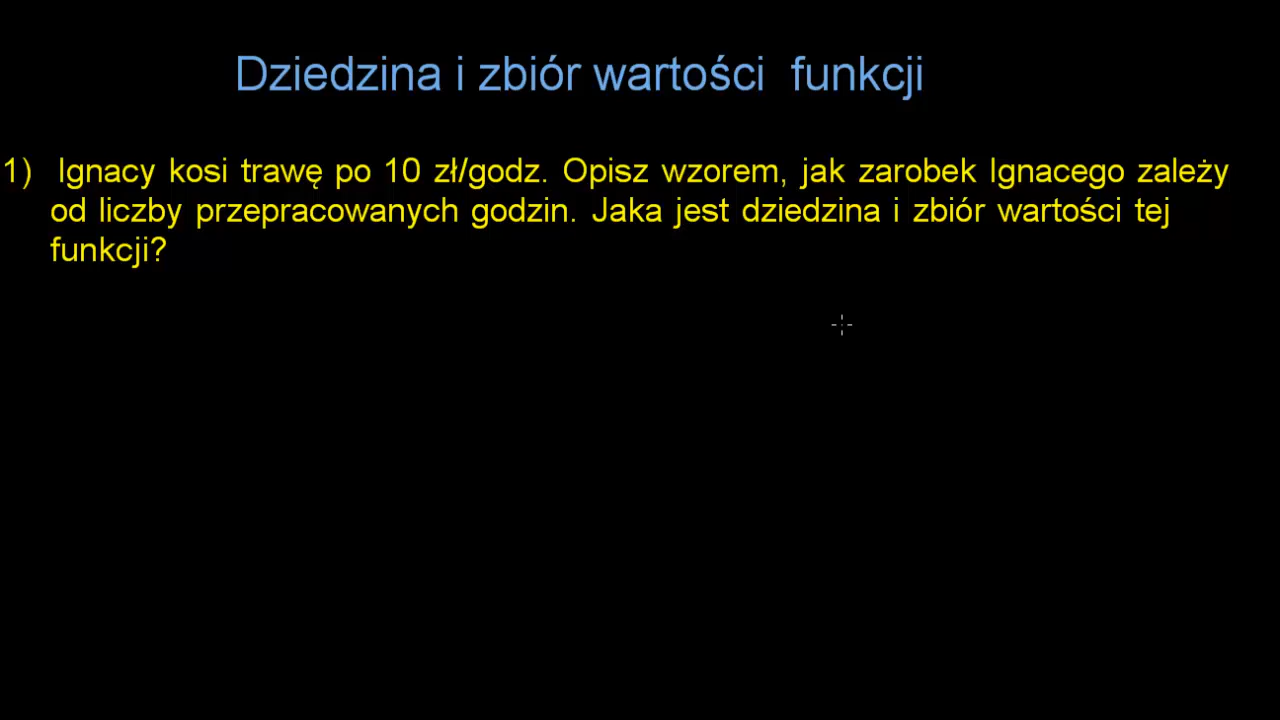 Dziedzina i zbiór wartości funkcji
1) Ignacy kosi trawę po 10 zł/godz. Opisz wzorem, jak zarobek Ignacego zależy
od liczby przepracowanych godzin. Jaka jest dziedzina i zbiór wartości tej
funkcji?